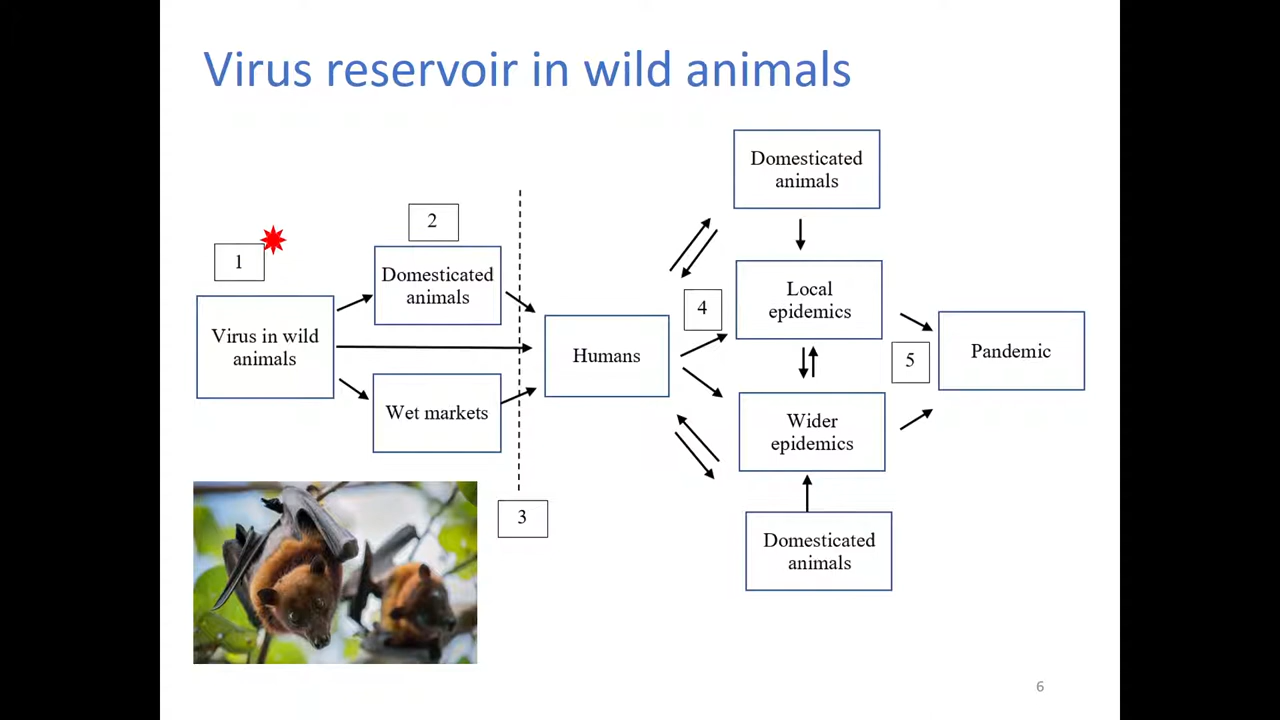 Virus reservoir in wild animals
1
Virus in wild
animals
2
Domesticated
animals
Wet markets
3
Humans
4
Domesticated
animals
Local
epidemics
Wider
epidemics
Domesticated
animals
5
Pandemic
6